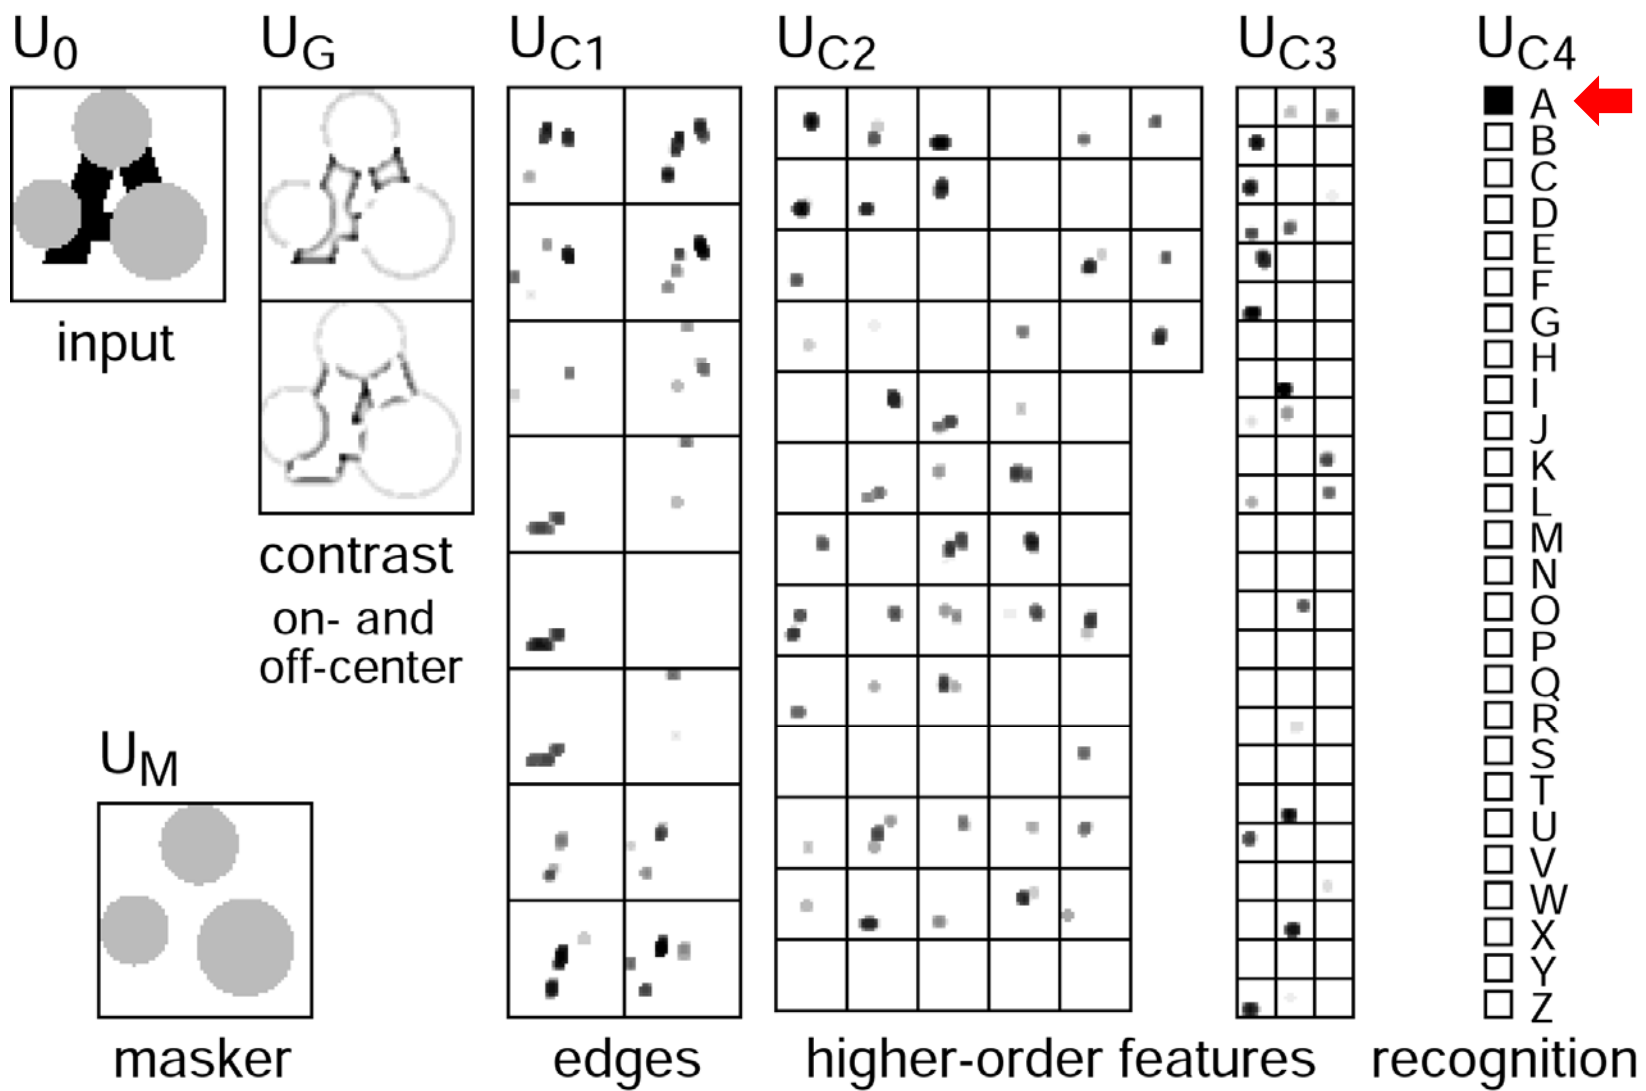 U0 UG UC1 UC2 UC3 UC4
input
contrast
on- and
off-center
UM
masker
edges
higher-order features
recognition
A
B
C
D
E
F
G
H
I
J
K
L
M
N
O
P
Q
R
S
T
U
V
W
X
Y
Z